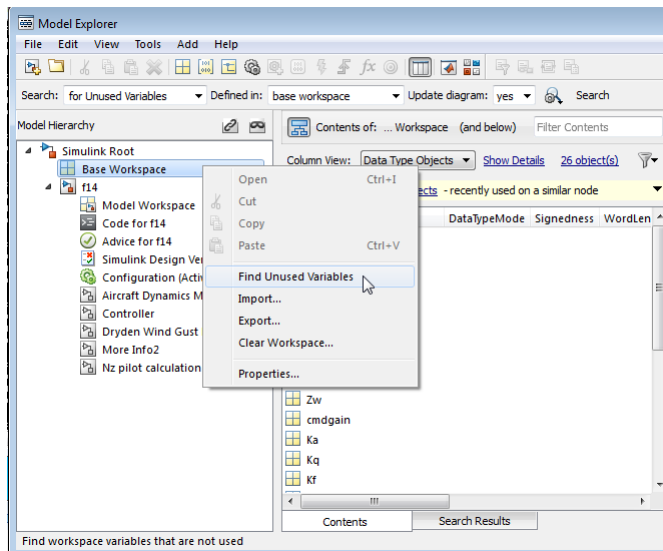 Model Explorer
File Edit View Tools Add Help
Search: for Unused Variables Defined in: base workspace Update diagram: yes Search
Model Hierarchy
Contents of: ... Workspace (and below) Filter Contents
Simulink Root
Base Workspace
f14
Model Workspace
Code for f14
Advice for f14
Simulink Design
Configuration
Aircraft Dynamics
Controller
Dryden Wind Gust
More Info2
Nz pilot calculation
Column View: Data Type Objects Show Details 26 object(s)
- recently used on a similar node
DataTypeMode Signedness WordLen
Open Ctrl+I
Cut
Copy
Paste Ctrl+V
Find Unused Variables
Import...
Export...
Clear Workspace...
Properties...
Zw
cmdgain
Ka
Kq
Kf
Contents Search Results
Find workspace variables that are not used